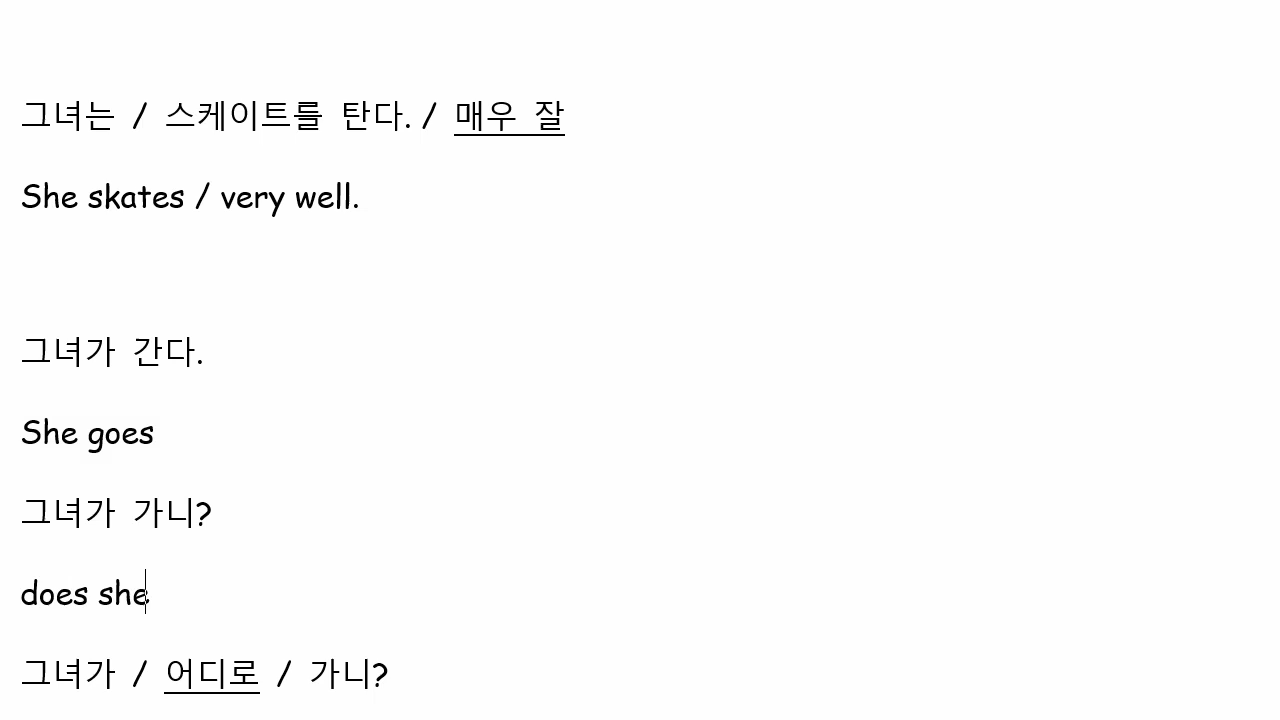 그녀는 / 스케이트를 탄다. / 매우 잘
She skates / very well.
그녀가 간다.
She goes
그녀가 가니?
does she
그녀가 / 어디로 / 가니?